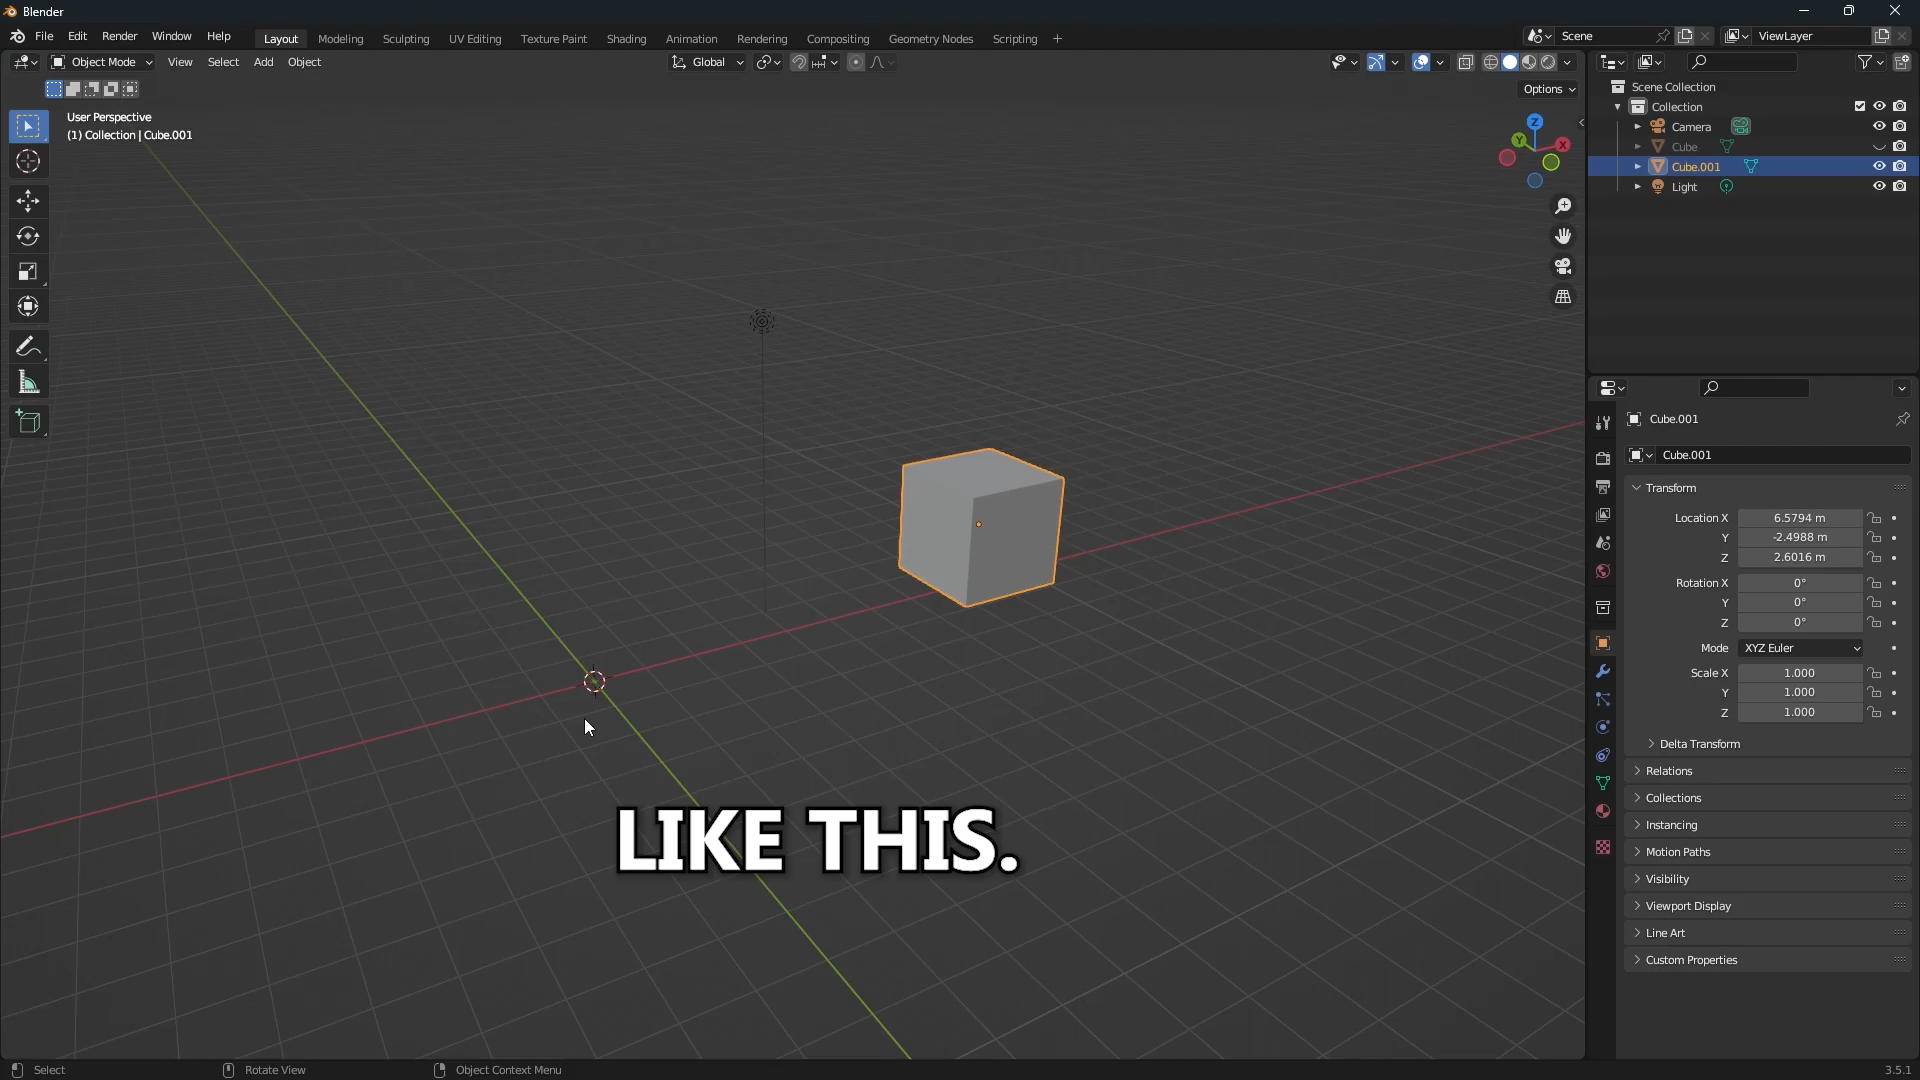 Blender
File Edit Render Window Help Layout Modeling Sculpting UV Editing Texture Paint Shading Animation Rendering Compositing Geometry Nodes Scripting + Scene ViewLayer
Object Mode View Select Add Object Global
Options
User Perspective
(1) Collection | Cube.001
Z
Y
X
Scene Collection
Collection
Camera
Cube
Cube.001
Light
Cube.001
Cube.001
Transform
Location X 6.5794 m
Y -2.4988 m
Z 2.6016 m
Rotation X 0°
Y 0°
Z 0°
Mode XYZ Euler
Scale X 1.000
Y 1.000
Z 1.000
Delta Transform
Relations
Collections
Instancing
Motion Paths
Visibility
Viewport Display
Line Art
Custom Properties
LIKE THIS.
Select Rotate View Object Context Menu 3.5.1